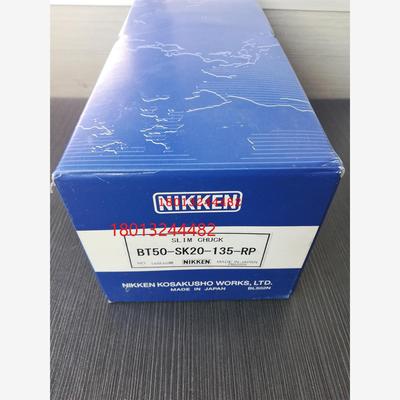 NIKKEN
18013244482
18013244482
SLIM CHUCK
BT50-SK20-135-RP
NIKKEN MADE IN JAPAN
NIKKEN KOSAKUSHO WORKS, LTD.
MADE IN JAPAN